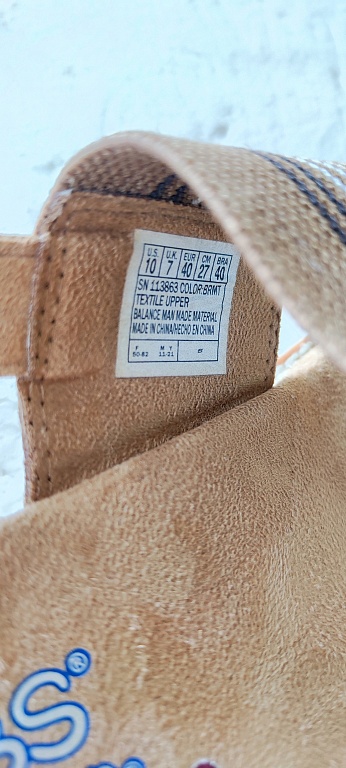 U.S. U.K. EUR CM BRA
10 7 40 27 40
SN 113863 COLOR:BRMT
TEXTILE UPPER
BALANCE MAN MADE MATERIAL
MADE IN CHINA/HECHO EN CHINA
F M Y
50-82 11/21
S®